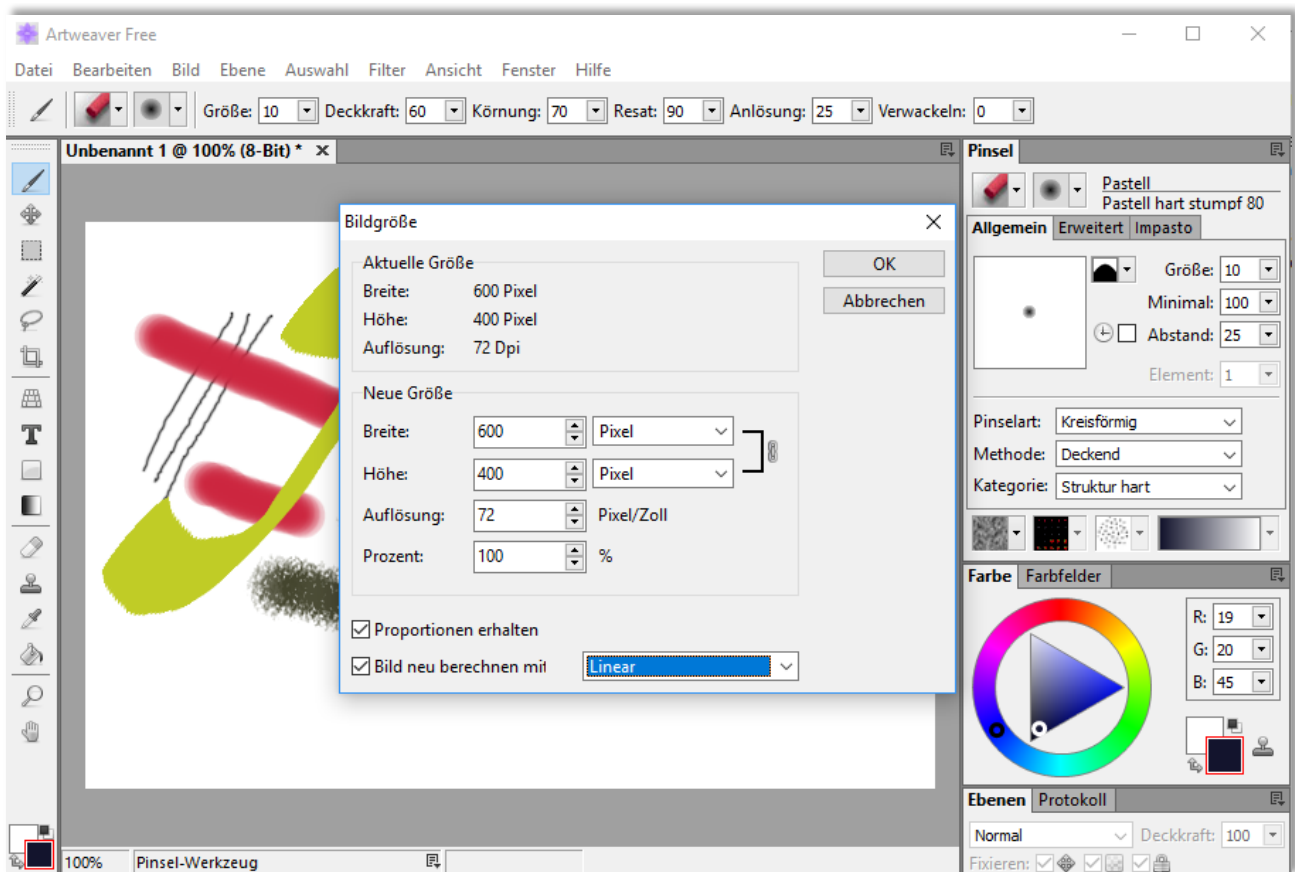 Artweaver Free
Datei Bearbeiten Bild Ebene Auswahl Filter Ansicht Fenster Hilfe
Größe: 10 Deckkraft: 60 Körnung: 70 Resat: 90 Anlösung: 25 Verwackeln: 0
Unbenannt 1 @ 100% (8-Bit) *
Bildgröße
Aktuelle Größe
Breite: 600 Pixel
Höhe: 400 Pixel
Auflösung: 72 Dpi
Neue Größe
Breite: 600 Pixel
Höhe: 400 Pixel
Auflösung: 72 Pixel/Zoll
Prozent: 100 %
Proportionen erhalten
Bild neu berechnen mit Linear
OK
Abbrechen
Pinsel
Pastell
Pastell hart stumpf 80
Allgemein Erweitert Impasto
Größe: 10
Minimal: 100
Abstand: 25
Element: 1
Pinselart: Kreisförmig
Methode: Deckend
Kategorie: Struktur hart
Farbe Farbfelder
R: 19
G: 20
B: 45
Ebenen Protokoll
Normal Deckkraft: 100
Fixieren:
100% Pinsel-Werkzeug